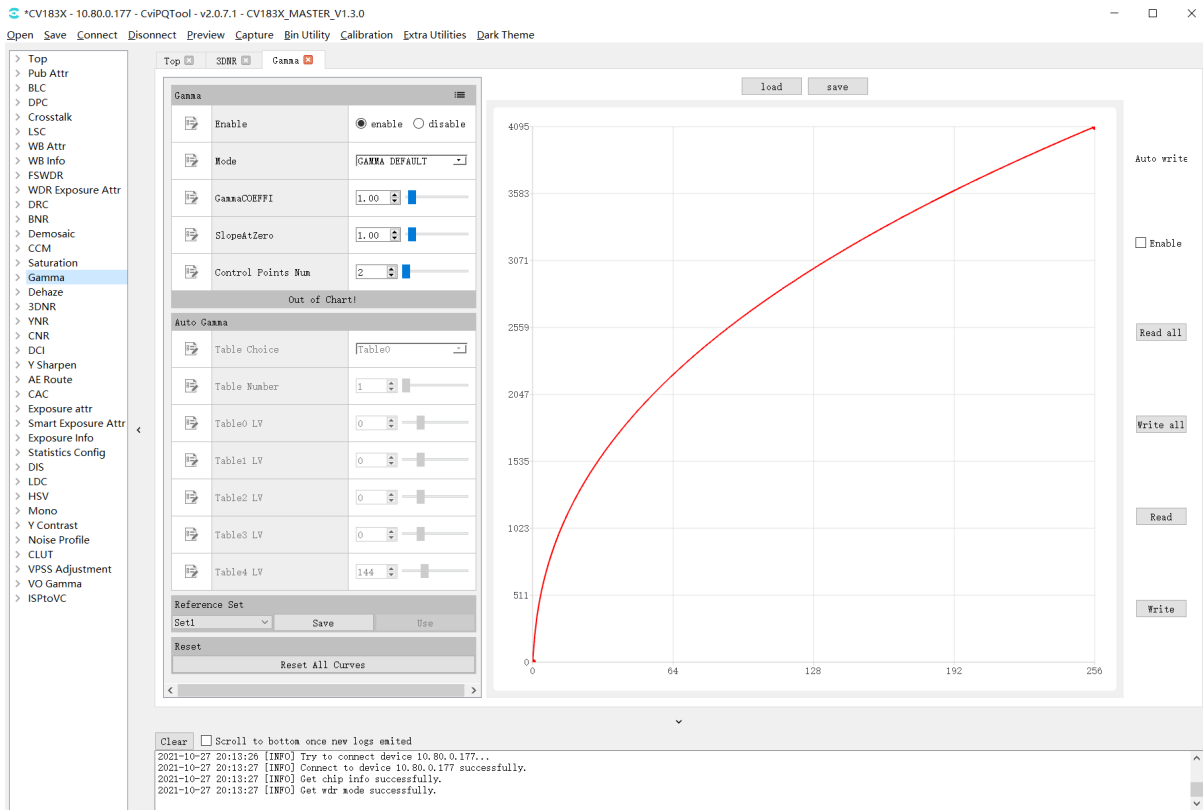 *CV183X - 10.80.0.177 - CviPQTool - v2.0.7.1 - CV183X_MASTER_V1.3.0
Open Save Connect Disonnect Preview Capture Bin Utility Calibration Extra Utilities Dark Theme
Top
Pub Attr
BLC
DPC
Crosstalk
LSC
WB Attr
WB Info
FSWDR
WDR Exposure Attr
DRC
BNR
Demosaic
CCM
Saturation
Gamma
Dehaze
3DNR
YNR
CNR
DCI
Y Sharpen
AE Route
CAC
Exposure attr
Smart Exposure Attr
Exposure Info
Statistics Config
DIS
LDC
HSV
Mono
Y Contrast
Noise Profile
CLUT
VPSS Adjustment
VO Gamma
ISPtoVC
Top 3DNR Gamma
Gamma
Enable enable disable
Mode GAMMA DEFAULT
GammaCOEFFI 1.00
SlopeAtZero 1.00
Control Points Num 2
Out of Chart!
Auto Gamma
Table Choice Table0
Table Number 1
Table0 LV 0
Table1 LV 0
Table2 LV 0
Table3 LV 0
Table4 LV 144
Reference Set
Set1 Save Use
Reset
Reset All Curves
load save
4095
3583
3071
2559
2047
1535
1023
511
0
0 64 128 192 256
Auto write
Enable
Read all
Write all
Read
Write
Clear Scroll to bottom once new logs emited
2021-10-27 20:13:26 [INFO] Try to connect device 10.80.0.177...
2021-10-27 20:13:27 [INFO] Connect to device 10.80.0.177 successfully.
2021-10-27 20:13:27 [INFO] Get chip info successfully.
2021-10-27 20:13:27 [INFO] Get wdr mode successfully.